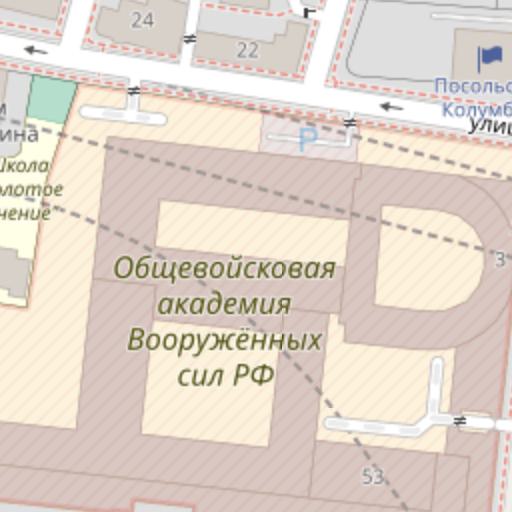 24
22
Посольс
Колумб
улиц
P
м
ина
Школа
олотое
чение
3
Общевойсковая
академия
Вооружённых
сил РФ
53